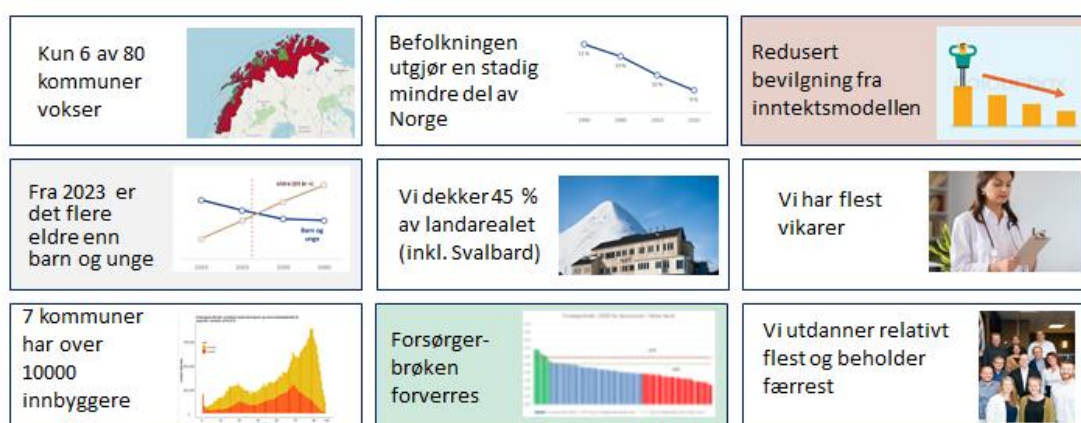 Kun 6 av 80
kommuner
vokser
Befolkningen
utgjør en stadig
mindre del av
Norge
Redusert
bevilgning fra
inntektsmodellen
Fra 2023 er
det flere
eldre enn
barn og unge
Barn og
unge
Vi dekker 45 %
av landarealet
(inkl. Svalbard)
Vi har flest
vikarer
7 kommuner
har over
10000
innbyggere
Forsørger-
brøken
forverres
Vi utdanner relativt
flest og beholder
færrest